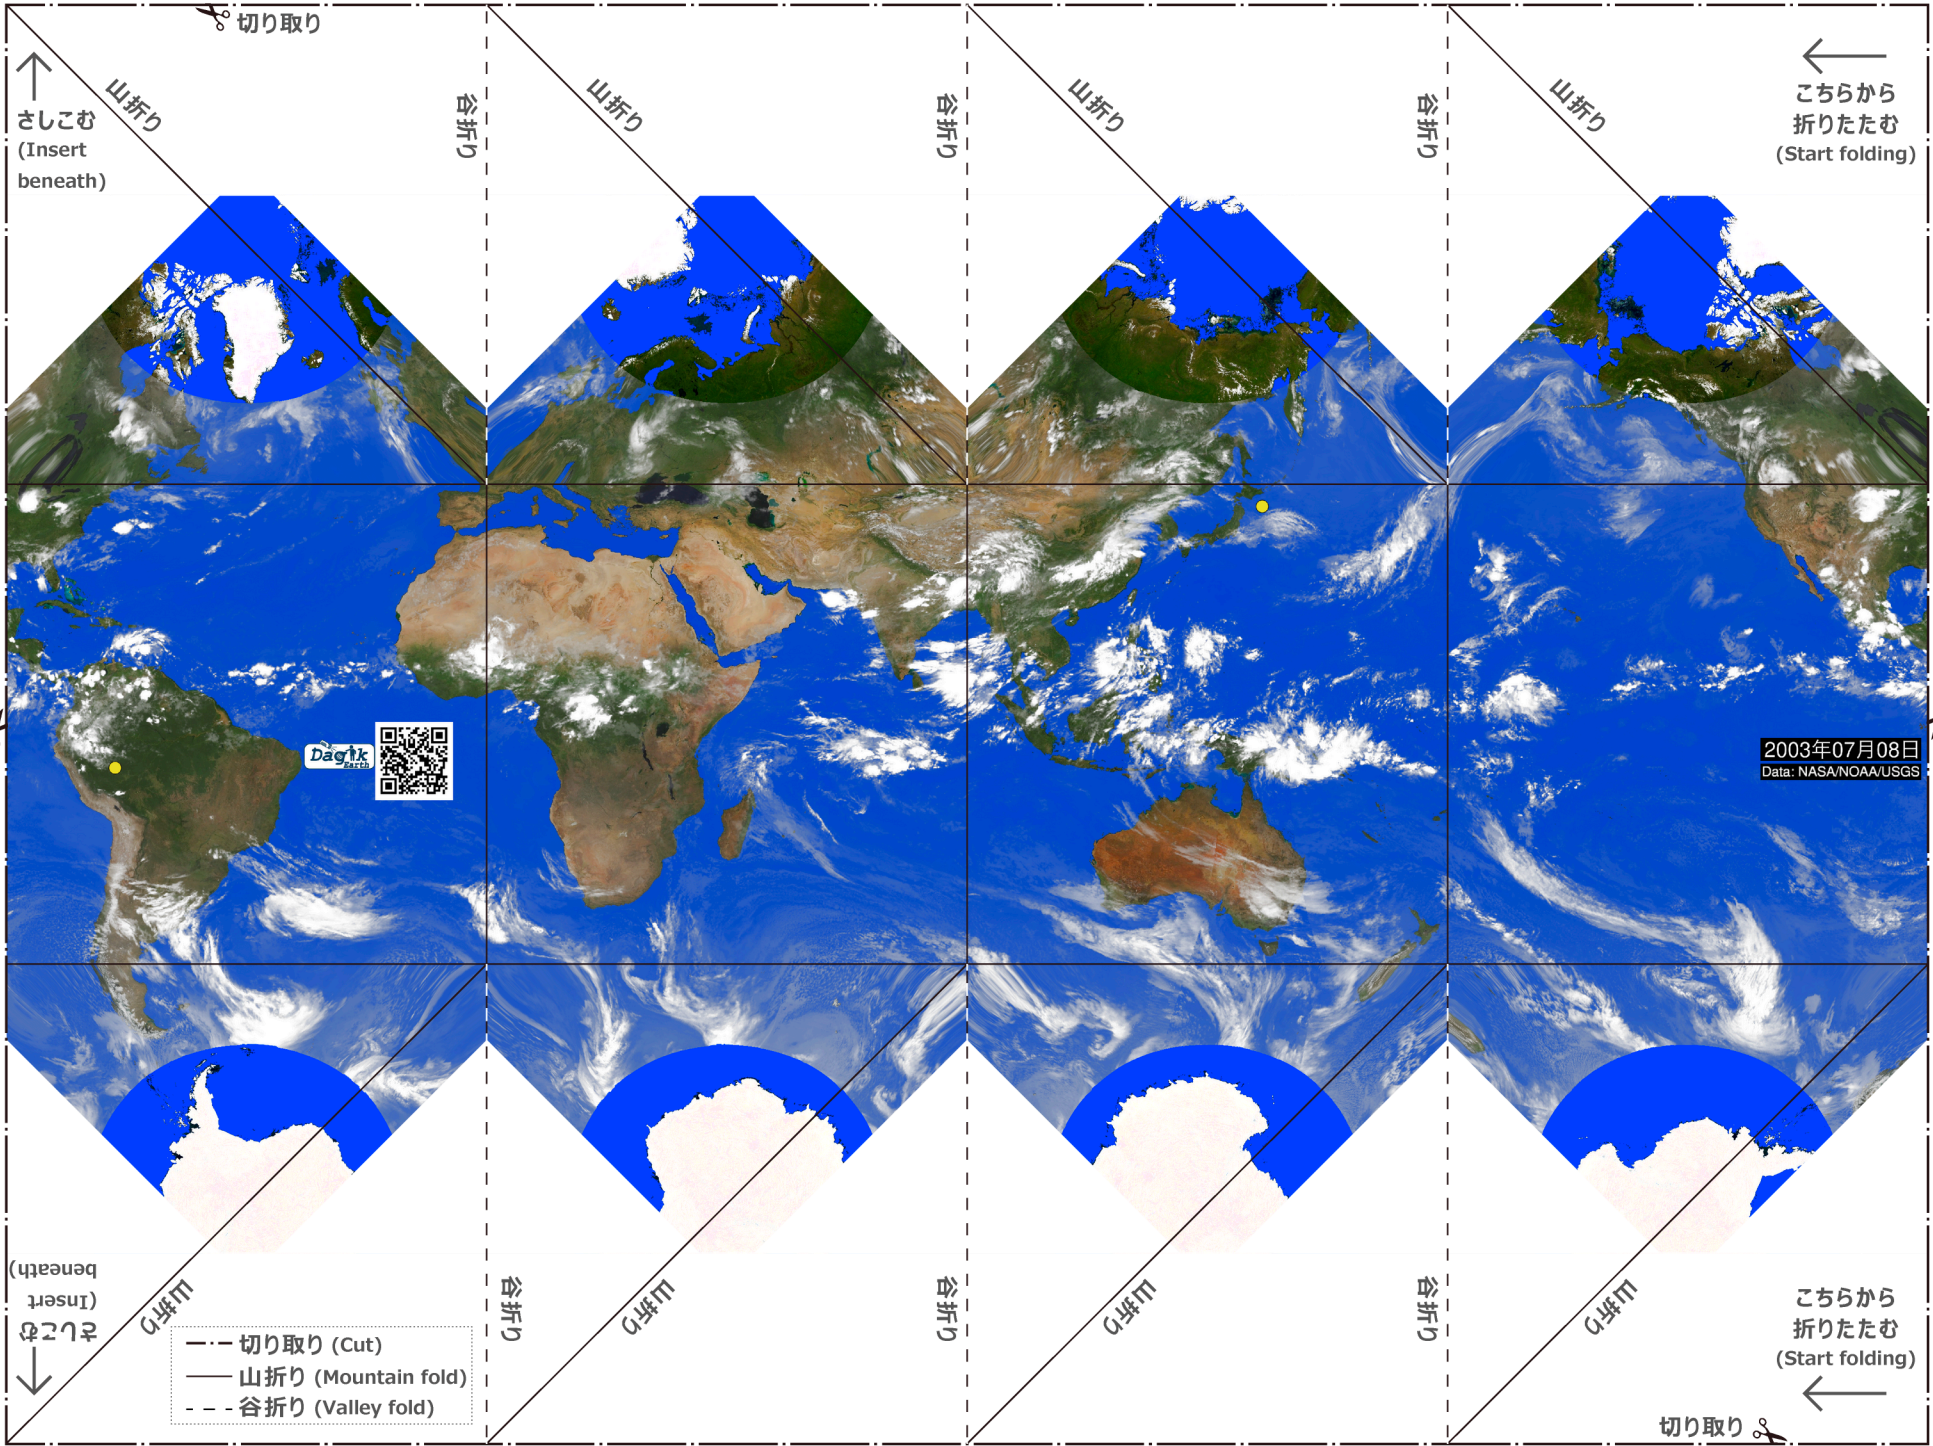 切り取り
山折り
谷折り
山折り
谷折り
山折り
谷折り
山折り
さしこむ
(Insert
beneath)
こちらから
折りたたむ
(Start folding)
Dagik
Earth
2003年07月08日
Data: NASA/NOAA/USGS
さしこむ
(Insert
beneath)
山折り
谷折り
山折り
谷折り
山折り
谷折り
山折り
こちらから
折りたたむ
(Start folding)
切り取り (Cut)
山折り (Mountain fold)
谷折り (Valley fold)
切り取り